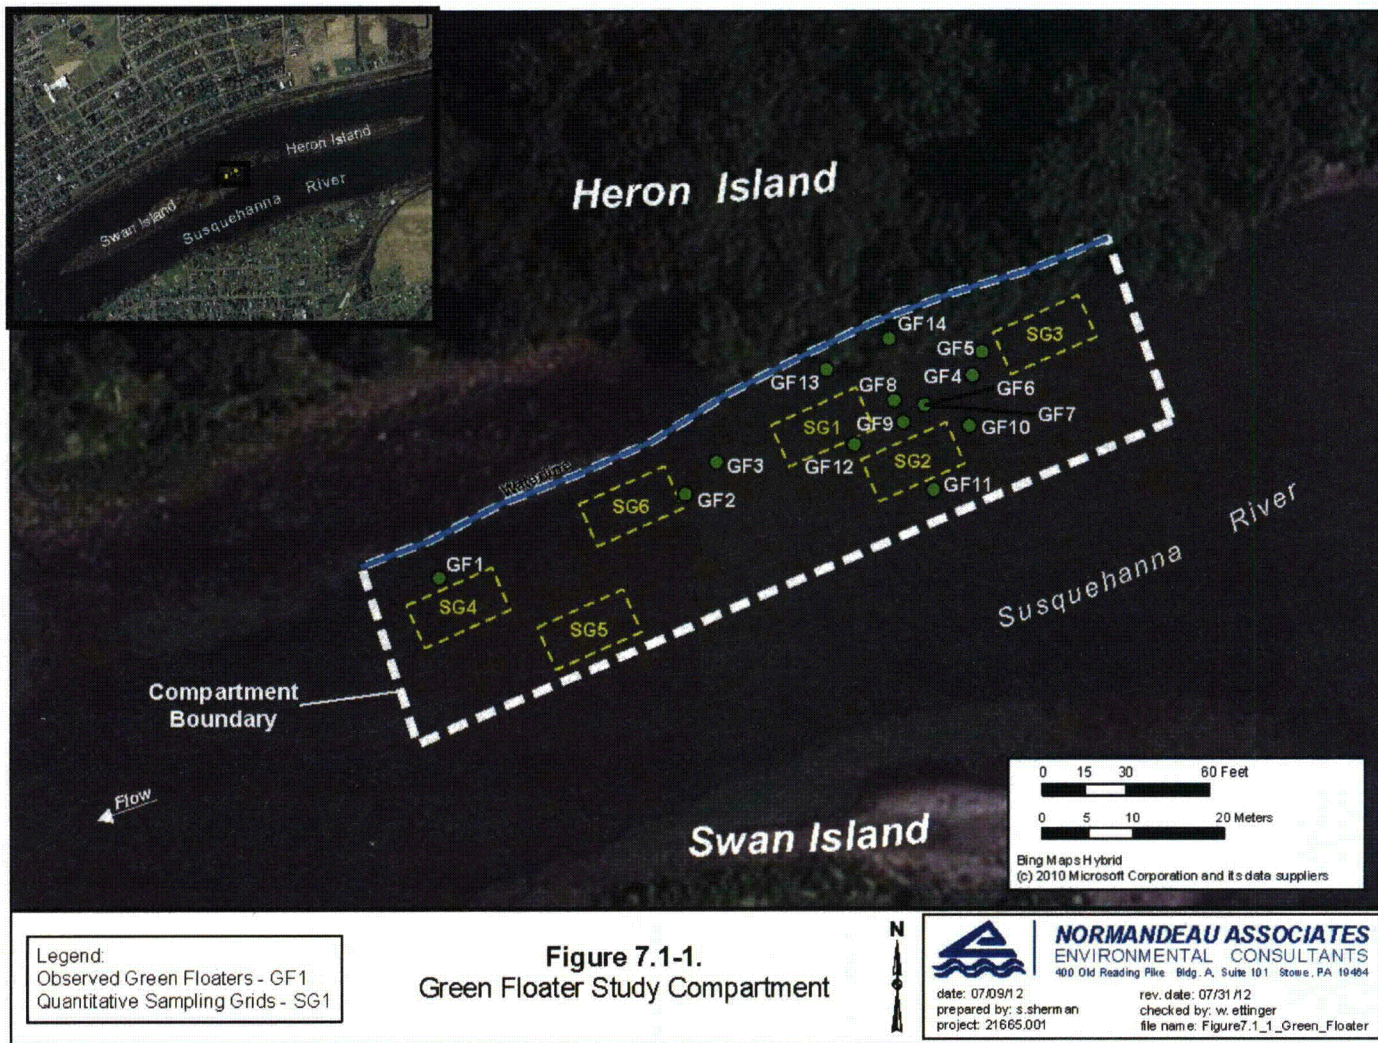 Heron Island
Swan Island
Susquehanna River
Heron Island
GF14
GF5
SG3
GF13
GF8
GF4
GF6
GF7
SG1
GF9
GF10
GF12
SG2
GF3
GF11
Waterline
SG6
GF2
GF1
SG4
SG5
Susquehanna River
Compartment
Boundary
Flow
Swan Island
0 15 30 60 Feet
0 5 10 20 Meters
Bing Maps Hybrid
(c) 2010 Microsoft Corporation and its data suppliers
Legend:
Observed Green Floaters - GF1
Quantitative Sampling Grids - SG1
Figure 7.1-1.
Green Floater Study Compartment
N
NORMANDEAU ASSOCIATES
ENVIRONMENTAL CONSULTANTS
400 Old Reading Pike Bldg. A, Suite 101 Stowe, PA 19464
date: 07/09/12
prepared by: s.sherman
project: 21665.001
rev. date: 07/31/12
checked by: w. ettinger
file name: Figure7.1_1_Green_Floater